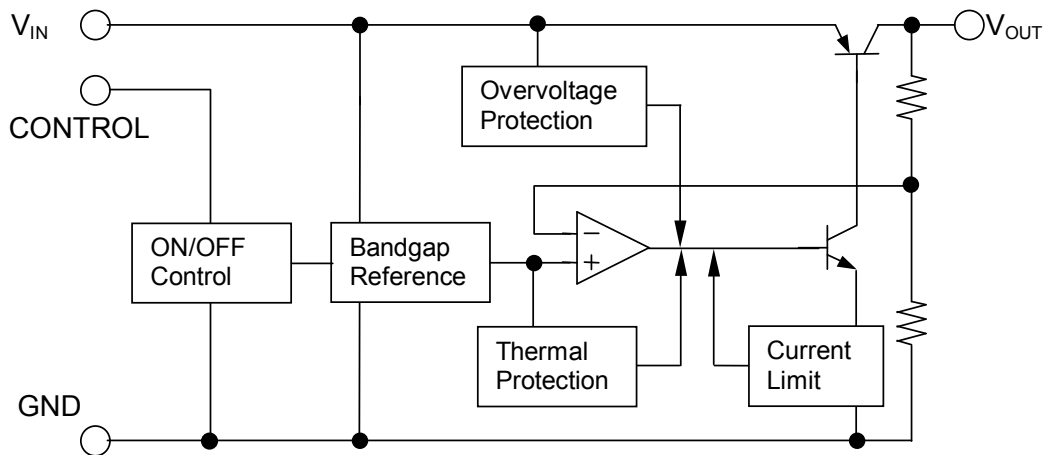 VIN
VOUT
CONTROL
Overvoltage
Protection
ON/OFF
Control
Bandgap
Reference
−
+
Thermal
Protection
Current
Limit
GND